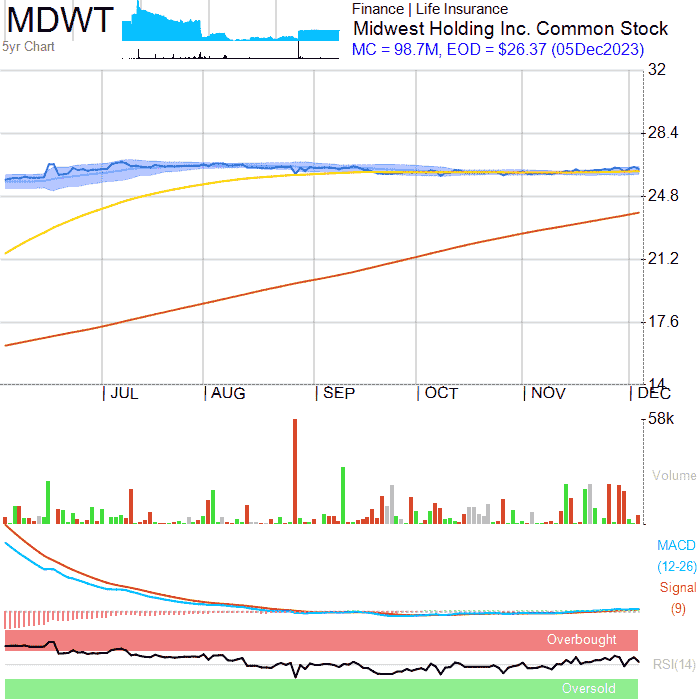 MDWT
5yr Chart
Finance | Life Insurance
Midwest Holding Inc. Common Stock
MC = 98.7M, EOD = $26.37 (05Dec2023)
32
28.4
24.8
21.2
17.6
14
JUL AUG SEP OCT NOV DEC
58k
Volume
MACD
(12-26)
Signal
(9)
Overbought
RSI(14)
Oversold